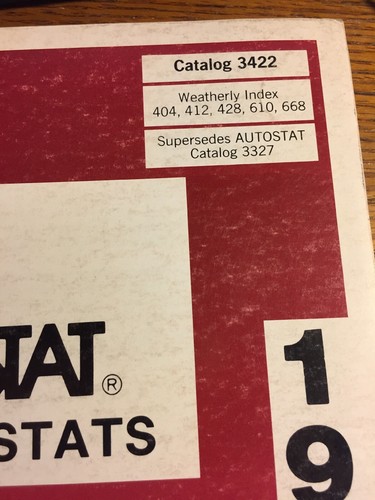 Catalog 3422
Weatherly Index
404, 412, 428, 610, 668
Supersedes AUTOSTAT
Catalog 3327
STAT®
STATS
1
9